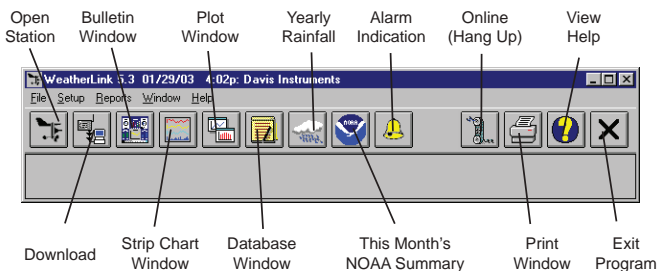 Open Station
Bulletin Window
Plot Window
Yearly Rainfall
Alarm Indication
Online (Hang Up)
View Help
WeatherLink 5.3 01/29/03 4:02p: Davis Instruments
File Setup Reports Window Help
noaa
Download
Strip Chart Window
Database Window
This Month's NOAA Summary
Print Window
Exit Program